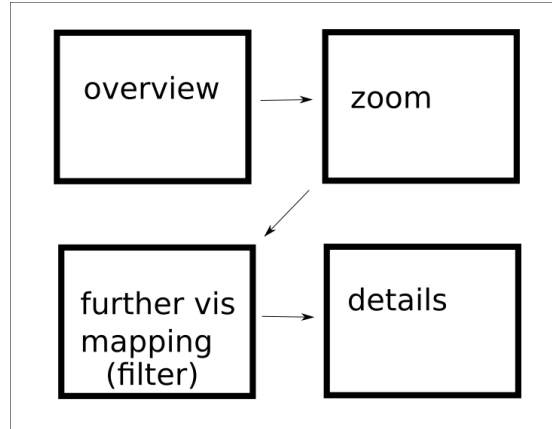 overview
zoom
further vis
mapping
(filter)
details